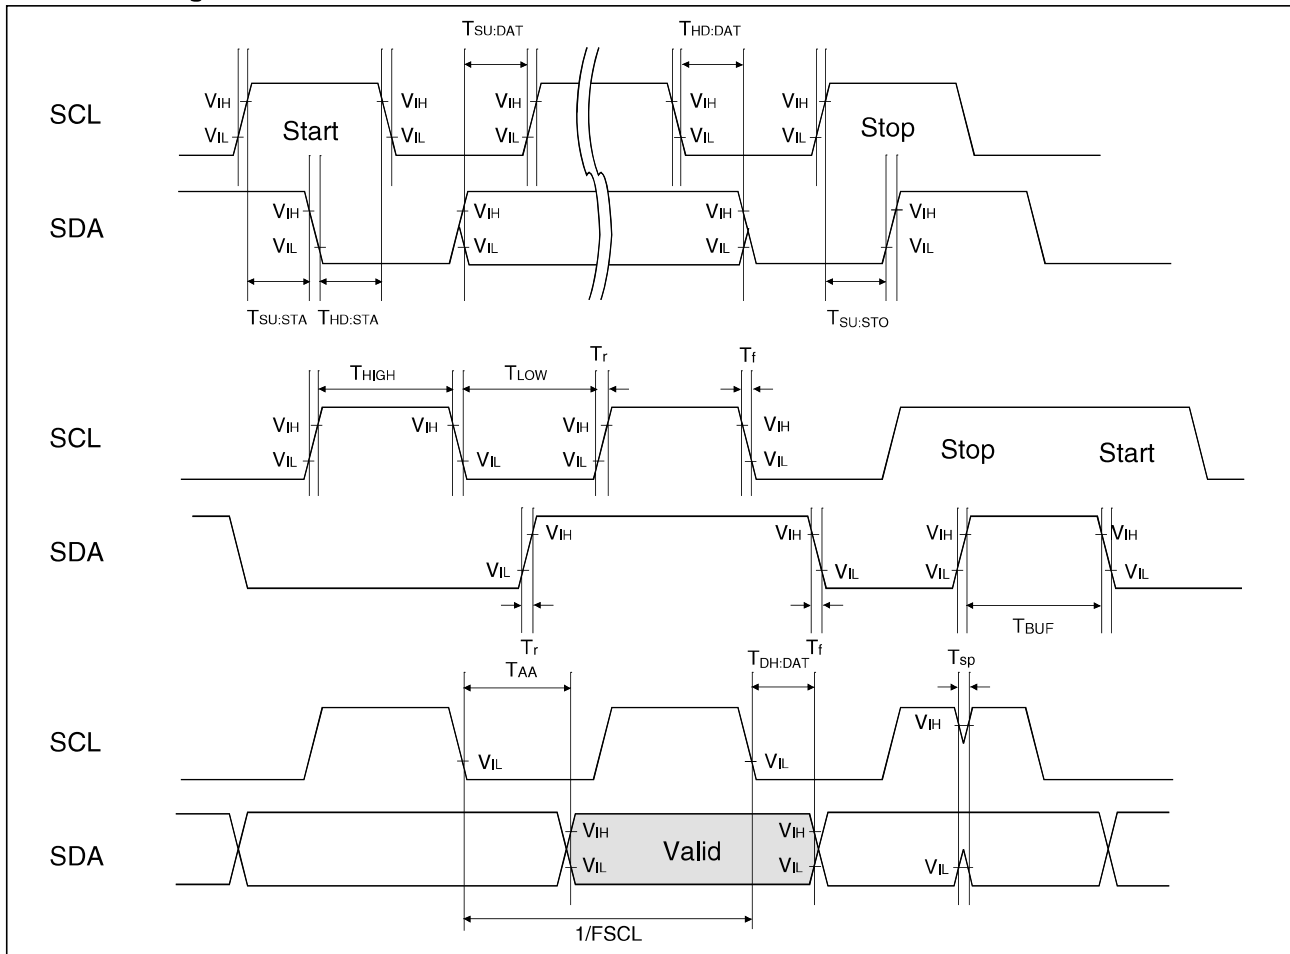 TSU:DAT THD:DAT
SCL VIH VIH VIH VIH VIH
VIL Start VIL VIL VIL VIL Stop
SDA VIH VIH VIH VIH
VIL VIL VIL VIL
TSU:STA THD:STA TSU:STO
Tr Tf
THIGH TLOW
SCL VIH VIH VIH VIH
VIL VIL VIL VIL Stop Start
SDA VIH VIH VIH VIH
VIL VIL VIL VIL
TBUF
Tr Tf
TAA TDH:DAT Tsp
SCL VIH
VIL VIL
SDA VIH Valid VIH
VIL VIL VIL
1/FSCL